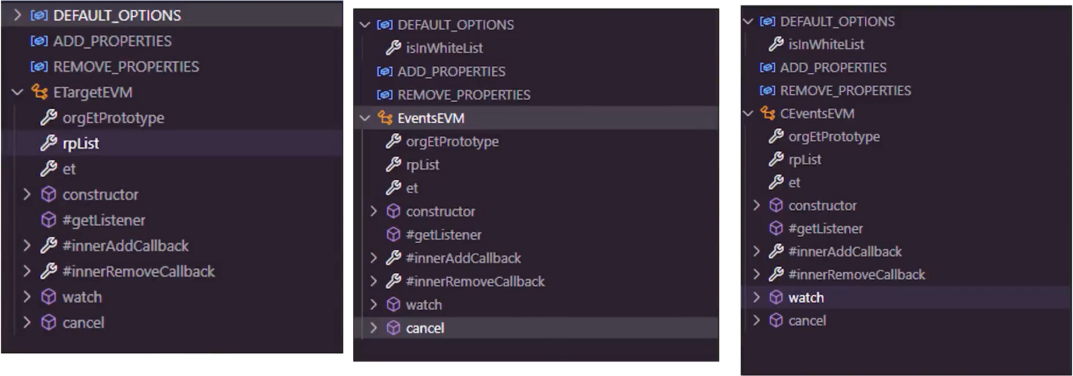 DEFAULT_OPTIONS
ADD_PROPERTIES
REMOVE_PROPERTIES
ETargetEVM
orgEtPrototype
rpList
et
constructor
#getListener
#innerAddCallback
#innerRemoveCallback
watch
cancel
DEFAULT_OPTIONS
isInWhiteList
ADD_PROPERTIES
REMOVE_PROPERTIES
EventsEVM
orgEtPrototype
rpList
et
constructor
#getListener
#innerAddCallback
#innerRemoveCallback
watch
cancel
DEFAULT_OPTIONS
isInWhiteList
ADD_PROPERTIES
REMOVE_PROPERTIES
CEventsEVM
orgEtPrototype
rpList
et
constructor
#getListener
#innerAddCallback
#innerRemoveCallback
watch
cancel